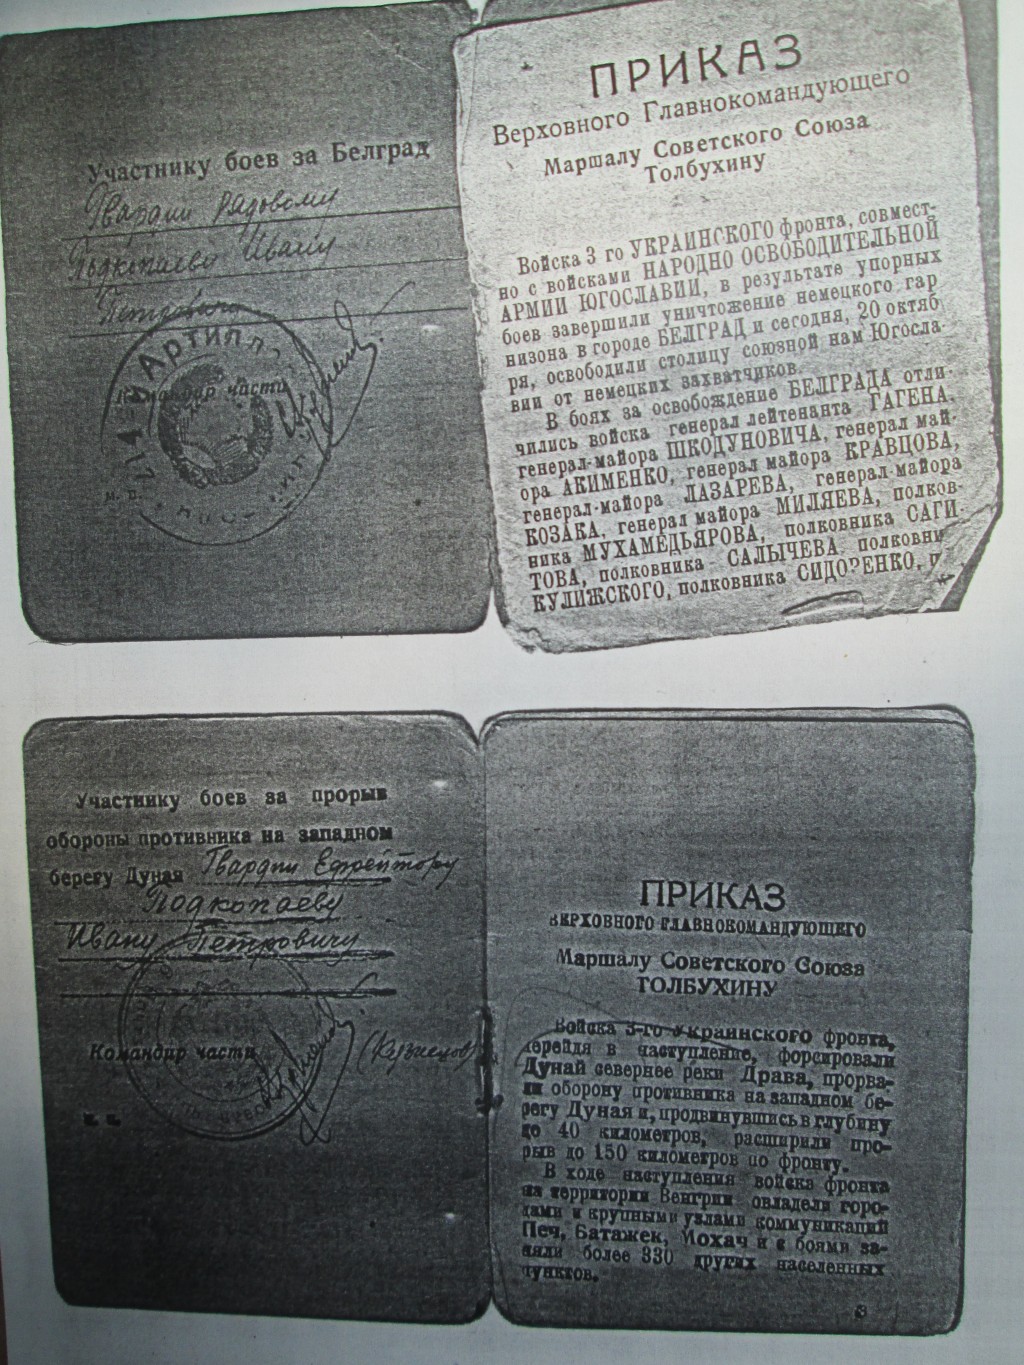 Участнику боев за Белград
Гвардии Рядовому
Подкопаеву Ивану
Петровичу
Командир части
м. п.
274 Артилл.
ПРИКАЗ
Верховного Главнокомандующего
Маршалу Советского Союза
Толбухину
Войска 3 го УКРАИНСКОГО фронта, совмест-
но с войсками НАРОДНО ОСВОБОДИТЕЛЬНОЙ
АРМИИ ЮГОСЛАВИИ, в результате упорных
боев завершили уничтожение немецкого гар
низона в городе БЕЛГРАД и сегодня, 20 октяб
ря, освободили столицу союзной нам Югосла-
вии от немецких захватчиков.
В боях за освобождение БЕЛГРАДА отли-
чились войска генерал лейтенанта ГАГЕНА,
генерал-майора ШКОДУНОВИЧА, генерал май-
ора АКИМЕНКО, генерал майора КРАВЦОВА,
генерал-майора ЛАЗАРЕВА, генерал-майора
КОЗАКА, генерал майора МИЛЯЕВА, полков-
ника МУХАМЕДЬЯРОВА, полковника САГИ-
ТОВА, полковника САЛЫЧЕВА, полковни
КУЛИЖСКОГО, полковника СИДОРЕНКО, п
Участнику боев за прорыв
обороны противника на западном
берегу Дуная Гвардии Ефрейтору
Подкопаеву
Ивану Петровичу
Командир части (Кузнецов)
ПРИКАЗ
ВЕРХОВНОГО ГЛАВНОКОМАНДУЮЩЕГО
Маршалу Советского Союза
ТОЛБУХИНУ
Войска 3-го Украинского фронта,
перейдя в наступление, форсировали
Дунай севернее реки Драва, прорва-
ли оборону противника на западном бе-
регу Дуная и, продвинувшись в глубину
до 40 километров, расширили про-
рыв до 150 километров по фронту.
В ходе наступления войска фронта
на территории Венгрии овладели горо-
дами и крупными узлами коммуникаций
Печ, Батажек, Мохач и с боями за-
няли более 330 других населенных
пунктов.
3